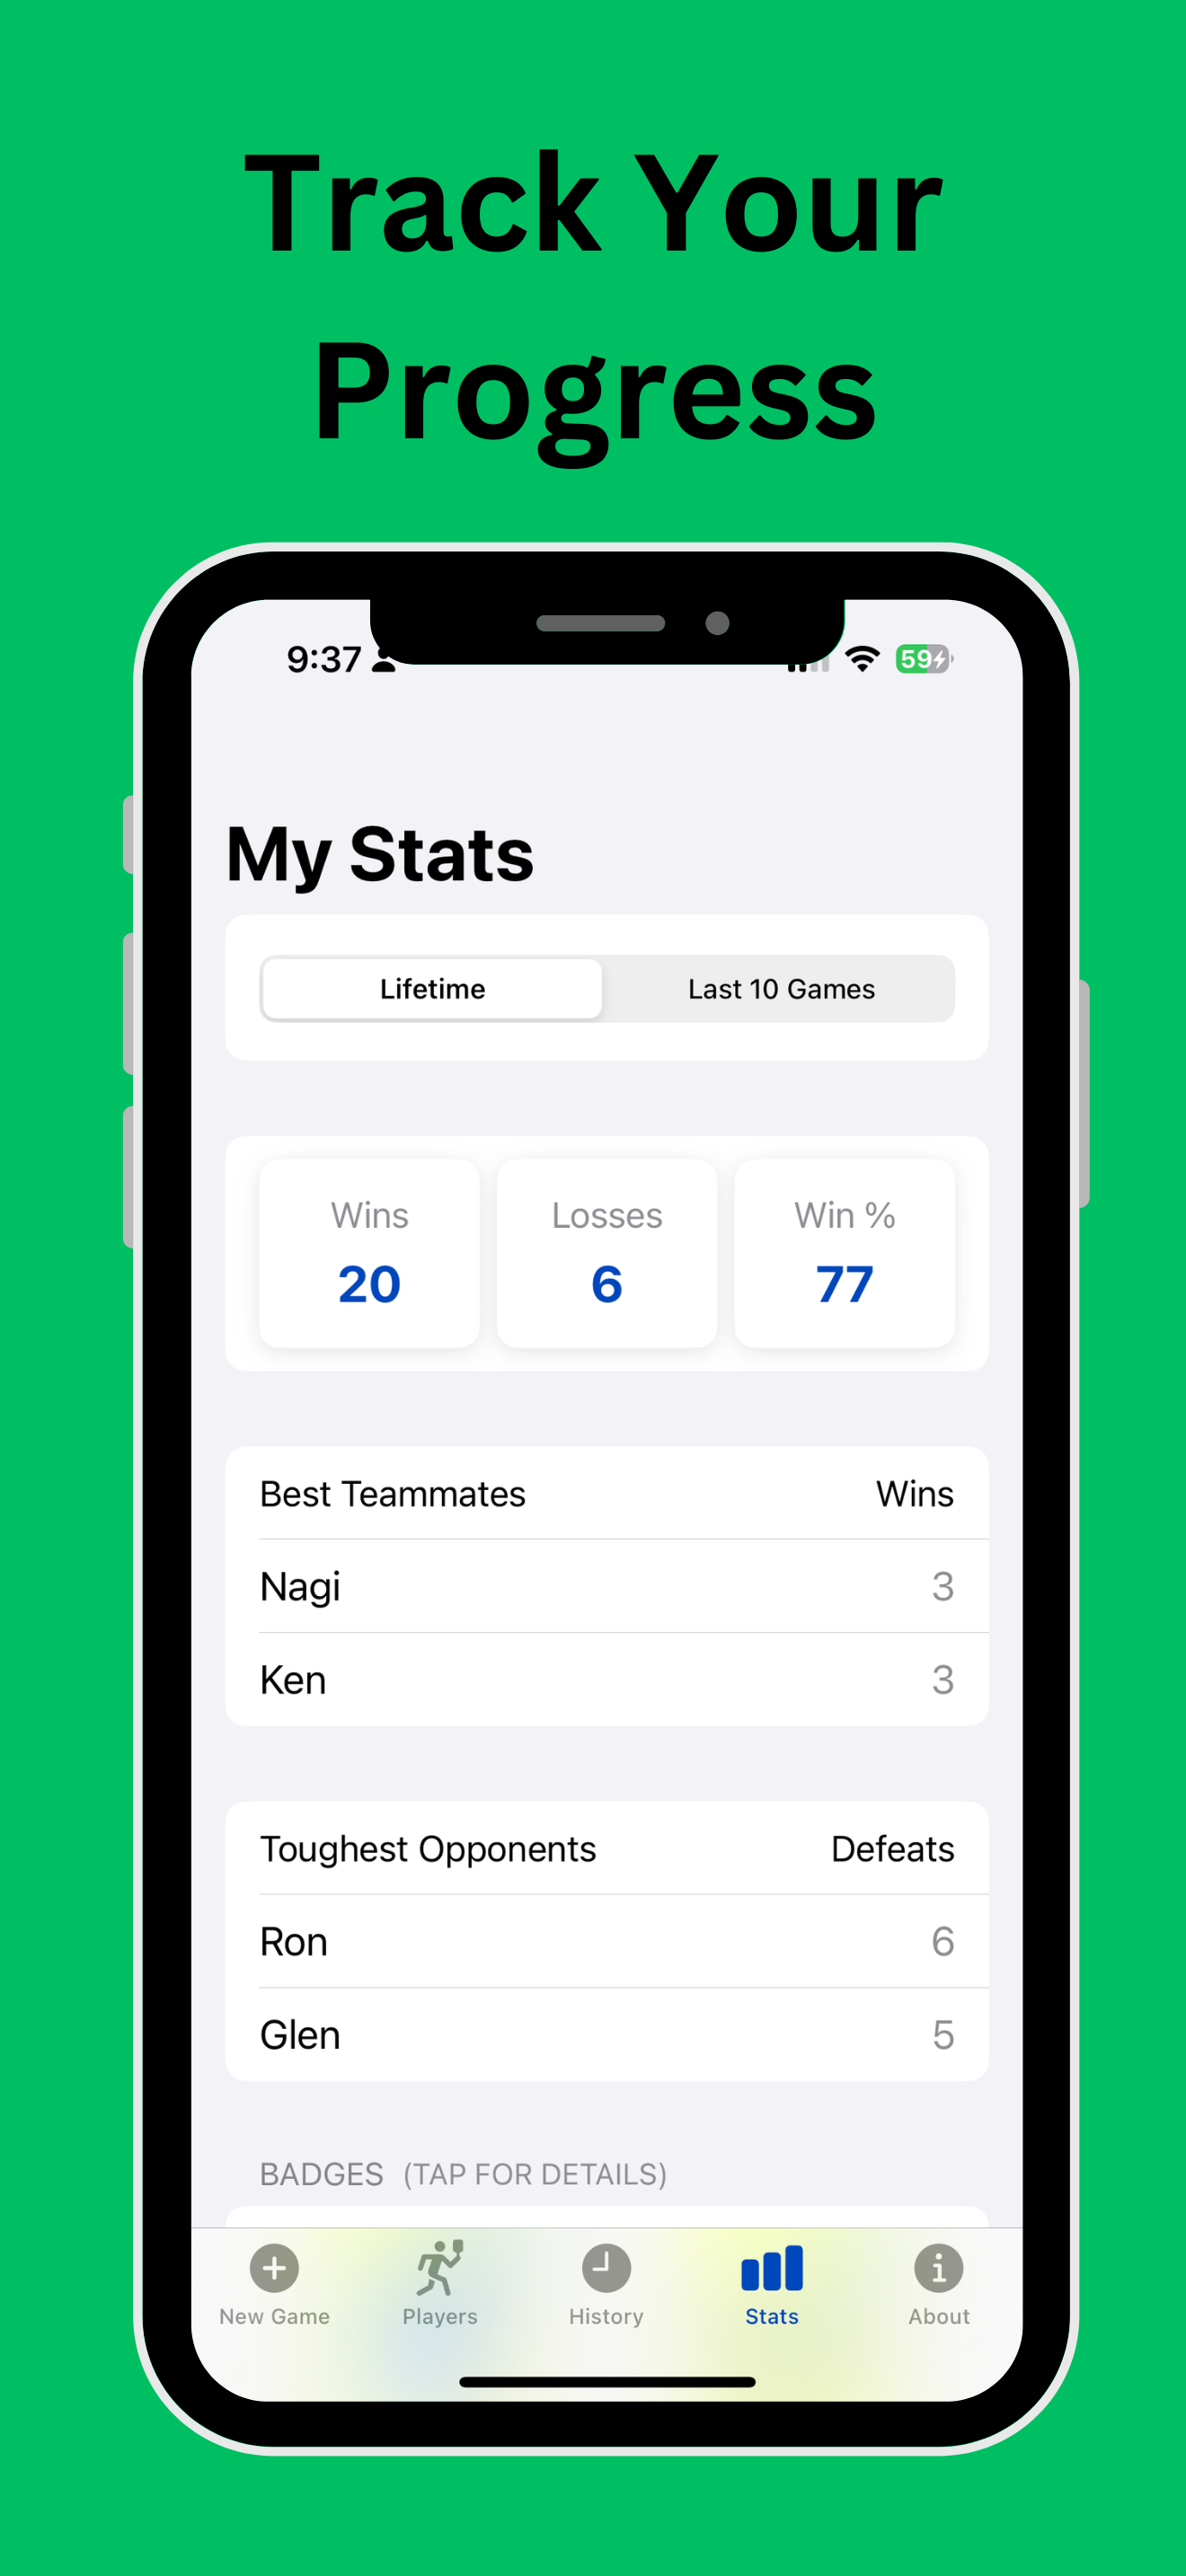 Track Your
Progress
9:37
59
My Stats
Lifetime Last 10 Games
Wins Losses Win %
20 6 77
Best Teammates Wins
Nagi 3
Ken 3
Toughest Opponents Defeats
Ron 6
Glen 5
BADGES (TAP FOR DETAILS)
New Game Players History Stats About